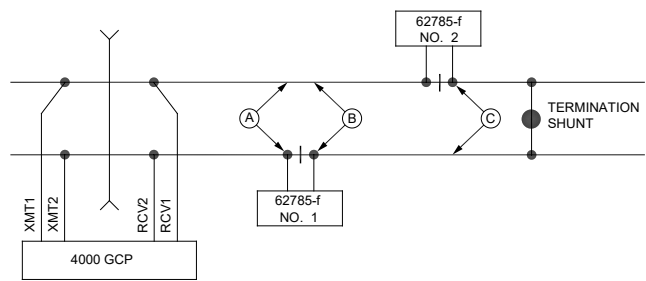 62785-f
NO. 2
A
B
C
TERMINATION
SHUNT
XMT1
XMT2
RCV2
RCV1
62785-f
NO. 1
4000 GCP